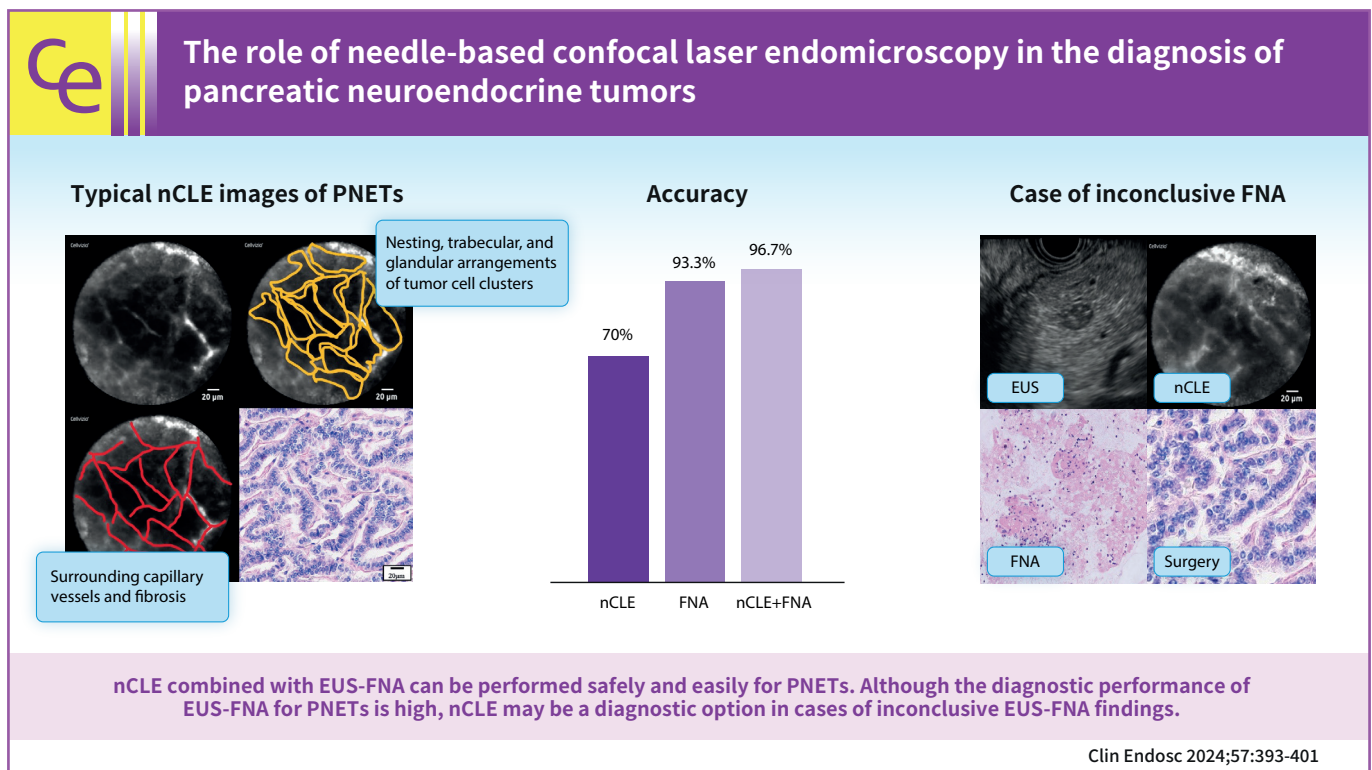 ce
The role of needle-based confocal laser endomicroscopy in the diagnosis of
pancreatic neuroendocrine tumors
Typical nCLE images of PNETs
Cellvizio
Cellvizio
Nesting, trabecular, and
glandular arrangements
of tumor cell clusters
20 μm
20 μm
Cellvizio
Surrounding capillary
vessels and fibrosis
20μm
Accuracy
70%
93.3%
96.7%
nCLE
FNA
nCLE+FNA
Case of inconclusive FNA
Cellvizio
EUS
nCLE
20 μm
FNA
Surgery
nCLE combined with EUS-FNA can be performed safely and easily for PNETs. Although the diagnostic performance of
EUS-FNA for PNETs is high, nCLE may be a diagnostic option in cases of inconclusive EUS-FNA findings.
Clin Endosc 2024;57:393-401